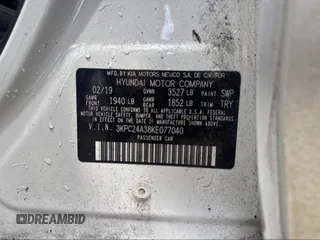 MFD. BY KIA MOTORS MEXICO S.A. DE C.V. FOR
HYUNDAI MOTOR COMPANY
02/19 GVWR 3527 LB PAINT SWP
GAWR FRONT 1940 LB GAWR REAR 1852 LB TRIM TRY
THIS VEHICLE CONFORMS TO ALL APPLICABLE U.S. FEDERAL
MOTOR VEHICLE SAFETY, BUMPER, AND THEFT PREVENTION
STANDARDS IN EFFECT ON THE DATE OF MANUFACTURE SHOWN ABOVE.
V.I.N. 3KPC24A38KE077040
PASSENGER CAR
DREAMBID